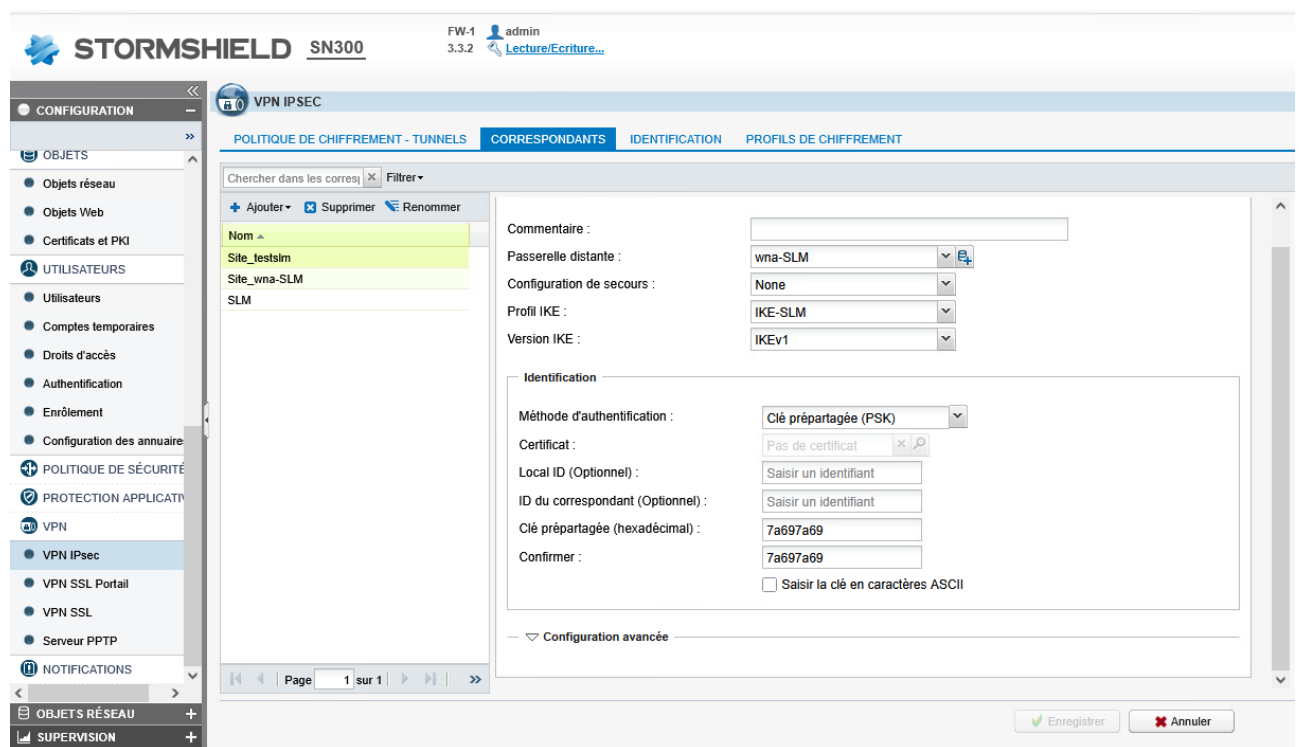 STORMSHIELD SN300
FW-1 admin
3.3.2 Lecture/Ecriture...
CONFIGURATION
OBJETS
Objets réseau
Objets Web
Certificats et PKI
UTILISATEURS
Utilisateurs
Comptes temporaires
Droits d'accès
Authentification
Enrôlement
Configuration des annuaire
POLITIQUE DE SÉCURITÉ
PROTECTION APPLICATIV
VPN
VPN IPsec
VPN SSL Portail
VPN SSL
Serveur PPTP
NOTIFICATIONS
OBJETS RÉSEAU
SUPERVISION
VPN IPSEC
POLITIQUE DE CHIFFREMENT - TUNNELS CORRESPONDANTS IDENTIFICATION PROFILS DE CHIFFREMENT
Chercher dans les corresp Filtrer
Ajouter Supprimer Renommer
Nom
Site_testslm
Site_wna-SLM
SLM
Page 1 sur 1
Commentaire :
Passerelle distante : wna-SLM
Configuration de secours : None
Profil IKE : IKE-SLM
Version IKE : IKEv1
Identification
Méthode d'authentification : Clé prépartagée (PSK)
Certificat : Pas de certificat
Local ID (Optionnel) : Saisir un identifiant
ID du correspondant (Optionnel) : Saisir un identifiant
Clé prépartagée (hexadécimal) : 7a697a69
Confirmer : 7a697a69
Saisir la clé en caractères ASCII
Configuration avancée
Enregistrer Annuler